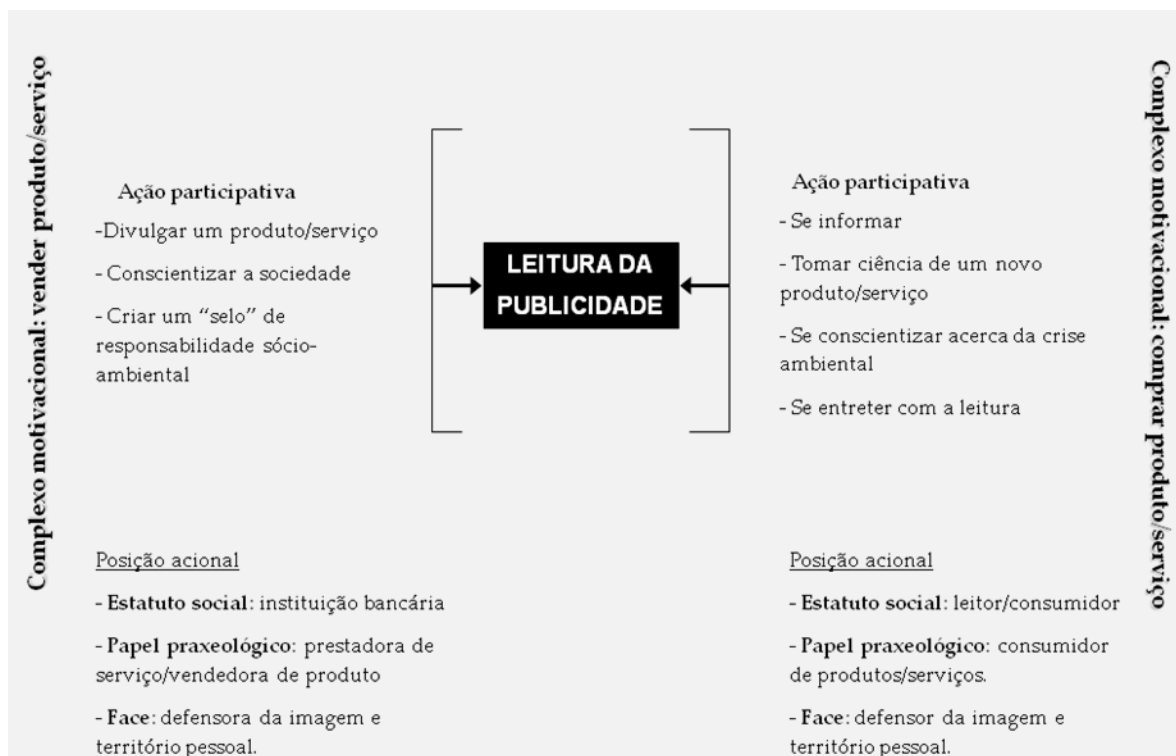 Complexo motivacional: vender produto/serviço
Ação participativa
-Divulgar um produto/serviço
- Conscientizar a sociedade
- Criar um “selo” de
responsabilidade sócio-
ambiental
Posição acional
- Estatuto social: instituição bancária
- Papel praxeológico: prestadora de
serviço/vendedora de produto
- Face: defensora da imagem e
território pessoal.
LEITURA DA
PUBLICIDADE
Ação participativa
- Se informar
- Tomar ciência de um novo
produto/serviço
- Se conscientizar acerca da crise
ambiental
- Se entreter com a leitura
Posição acional
- Estatuto social: leitor/consumidor
- Papel praxeológico: consumidor
de produtos/serviços.
- Face: defensor da imagem e
território pessoal.
Complexo motivacional: comprar produto/serviço